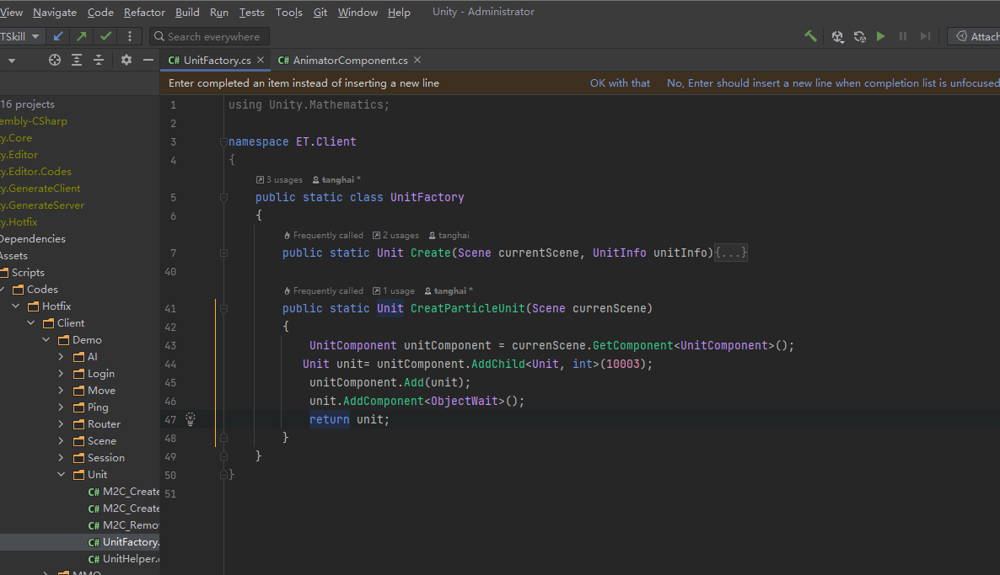 View Navigate Code Refactor Build Run Tests Tools Git Window Help Unity - Administrator
TSkill Search everywhere Attach
C# UnitFactory.cs C# AnimatorComponent.cs
Enter completed an item instead of inserting a new line OK with that No, Enter should insert a new line when completion list is unfocused
16 projects
embly-CSharp
ty.Core
ty.Editor
ty.Editor.Codes
ty.GenerateClient
ty.GenerateServer
ty.Hotfix
Dependencies
Assets
Scripts
Codes
Hotfix
Client
Demo
AI
Login
Move
Ping
Router
Scene
Session
Unit
C# M2C_Create
C# M2C_Create
C# M2C_Remo
C# UnitFactory.
C# UnitHelper.c
MMO
1 using Unity.Mathematics;
2
3 namespace ET.Client
4 {
3 usages tanghai *
5 public static class UnitFactory
6 {
Frequently called 2 usages tanghai
7 public static Unit Create(Scene currentScene, UnitInfo unitInfo){...}
40
Frequently called 1 usage tanghai *
41 public static Unit CreatParticleUnit(Scene currenScene)
42 {
43 UnitComponent unitComponent = currenScene.GetComponent<UnitComponent>();
44 Unit unit= unitComponent.AddChild<Unit, int>(10003);
45 unitComponent.Add(unit);
46 unit.AddComponent<ObjectWait>();
47 return unit;
48 }
49 }
50 }
51